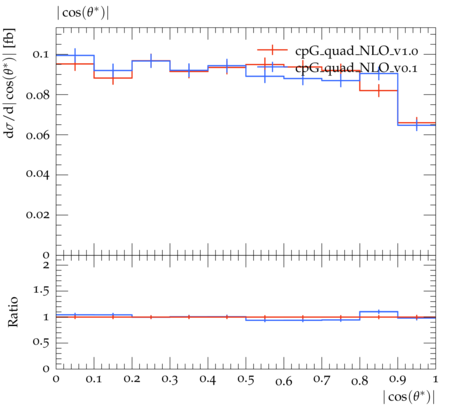 |cos(θ*)|
dσ/d|cos(θ*)| [fb]
cpG_quad_NLO_v1.0
cpG_quad_NLO_v0.1
0.1
0.08
0.06
0.04
0.02
0
2
1.5
1
0.5
0
Ratio
0 0.1 0.2 0.3 0.4 0.5 0.6 0.7 0.8 0.9 1
|cos(θ*)|